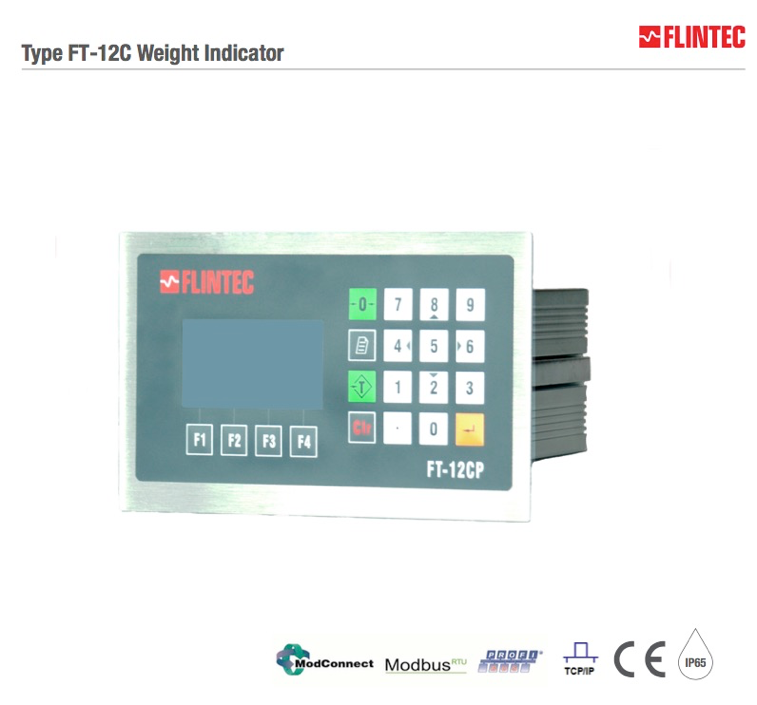 Type FT-12C Weight Indicator
FLINTEC
FLINTEC
-0- 7 8 9
4 5 6
T 1 2 3
Clr . 0
F1 F2 F3 F4
FT-12CP
ModConnect
Modbus RTU
PROFI
BUS
TCP/IP
CE
IP65